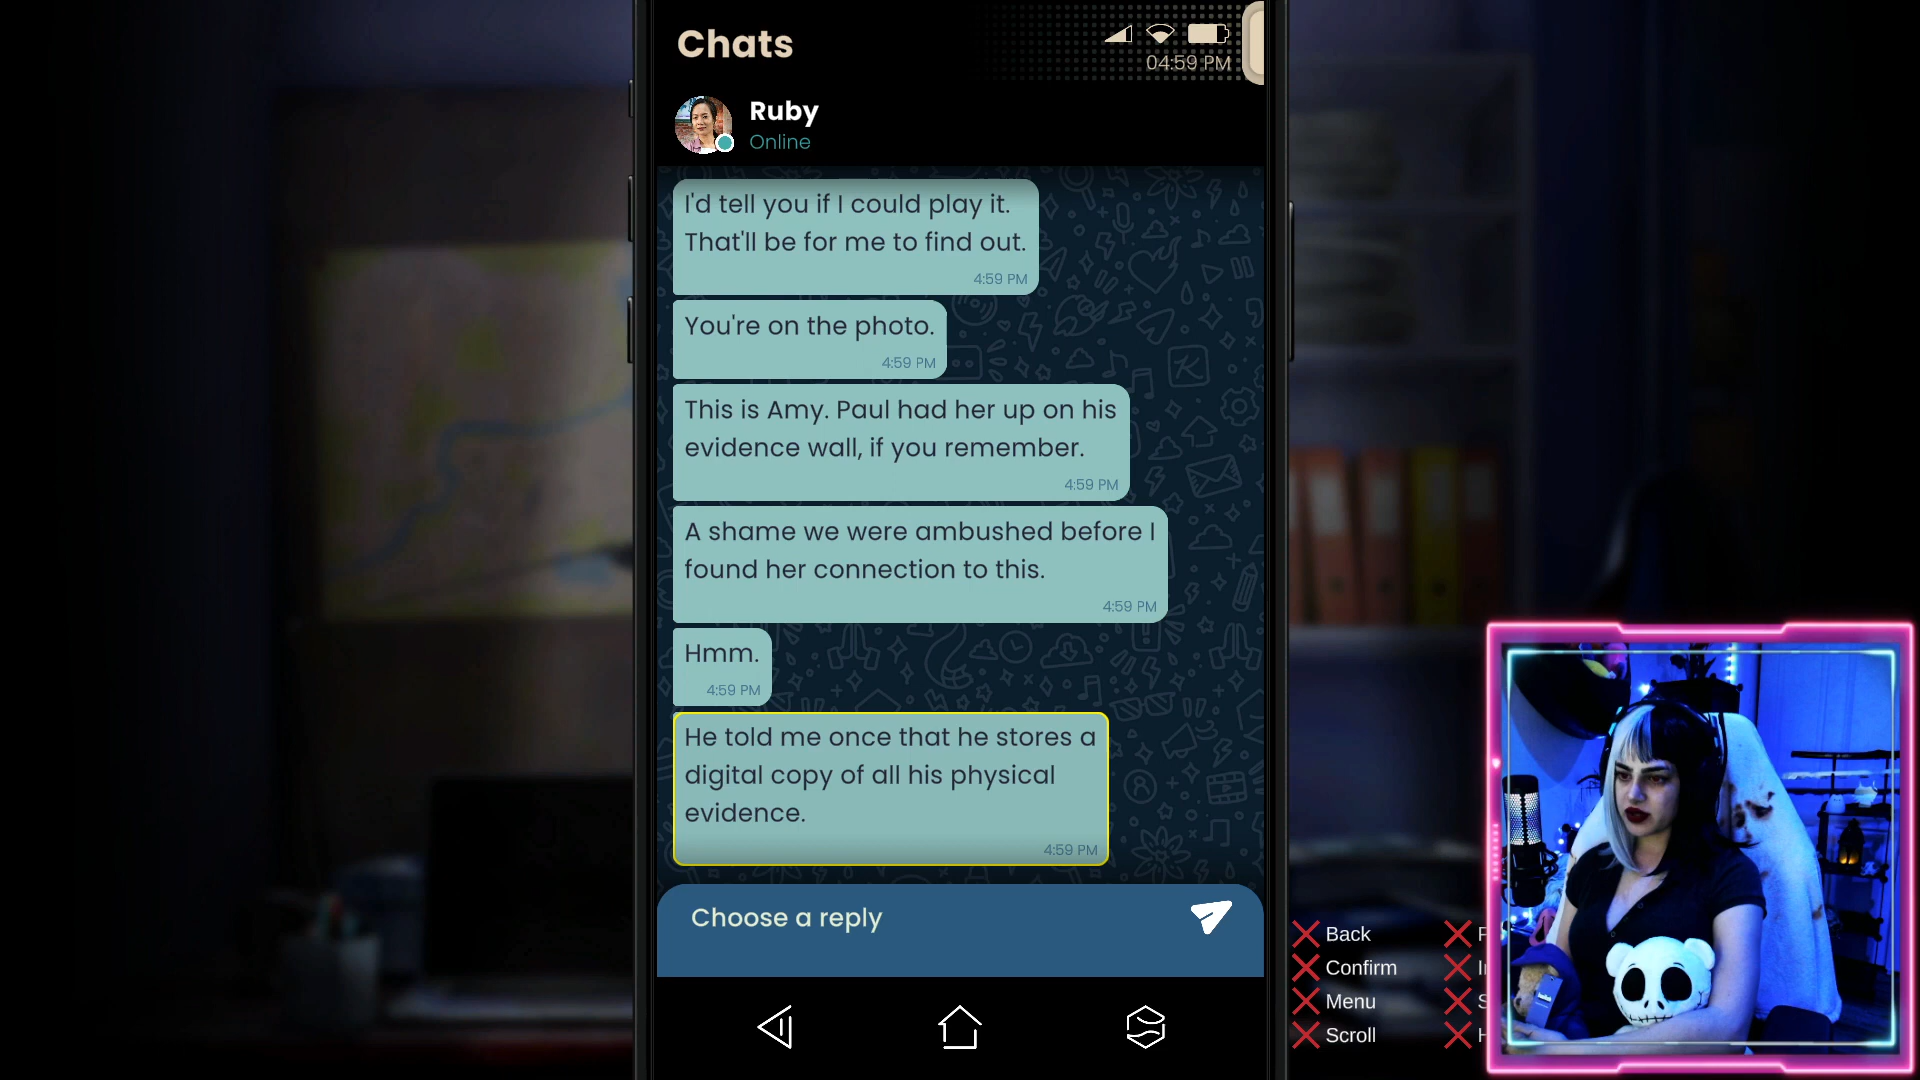 Chats
04:59 PM
Ruby
Online
I'd tell you if I could play it.
That'll be for me to find out.
4:59 PM
You're on the photo.
4:59 PM
This is Amy. Paul had her up on his
evidence wall, if you remember.
4:59 PM
A shame we were ambushed before I
found her connection to this.
4:59 PM
Hmm.
4:59 PM
He told me once that he stores a
digital copy of all his physical
evidence.
4:59 PM
Choose a reply
Back
Confirm
Menu
Scroll